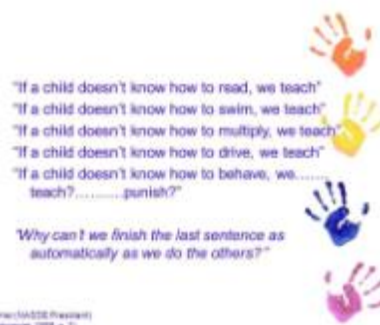 "If a child doesn't know how to read, we teach"
"If a child doesn't know how to swim, we teach"
"If a child doesn't know how to multiply, we teach"
"If a child doesn't know how to drive, we teach"
"If a child doesn't know how to behave, we.......
teach?..........punish?"
"Why can't we finish the last sentence as
automatically as we do the others?"
President)